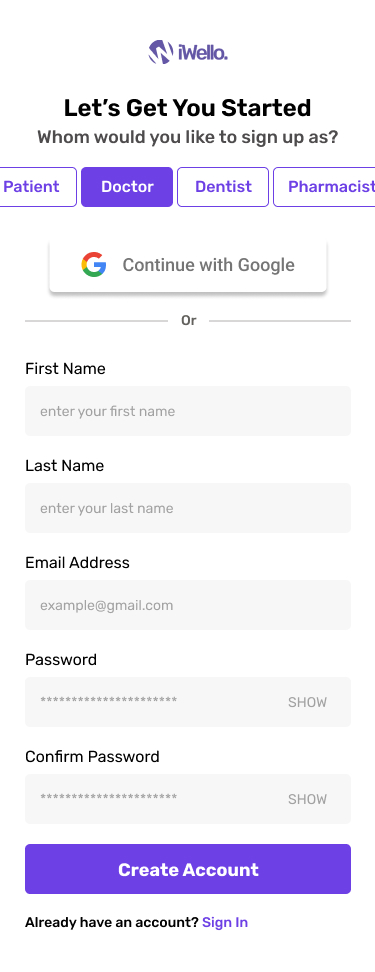 iWello.
Let's Get You Started
Whom would you like to sign up as?
Patient Doctor Dentist Pharmacist
Continue with Google
Or
First Name
enter your first name
Last Name
enter your last name
Email Address
example@gmail.com
Password
********************** SHOW
Confirm Password
********************** SHOW
Create Account
Already have an account? Sign In